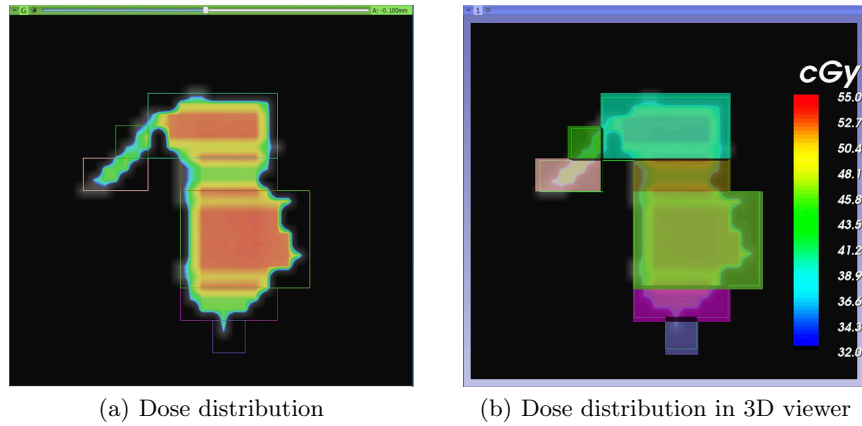 G
A: -0.100mm
1
cGy
55.0
52.7
50.4
48.1
45.8
43.5
41.2
38.9
36.6
34.3
32.0
(a) Dose distribution
(b) Dose distribution in 3D viewer